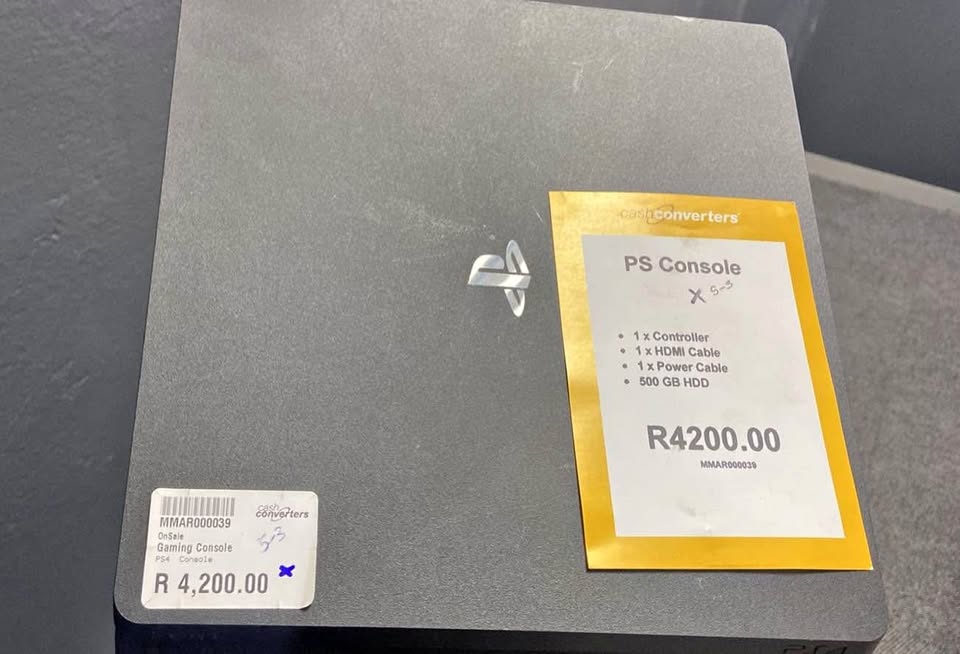 cash converters
PS Console
X 5-3
• 1 x Controller
• 1 x HDMI Cable
• 1 x Power Cable
• 500 GB HDD
R4200.00
MMAR000039
MMAR000039
cash converters
OnSale
Gaming Console
PS4 Console
R 4,200.00 x